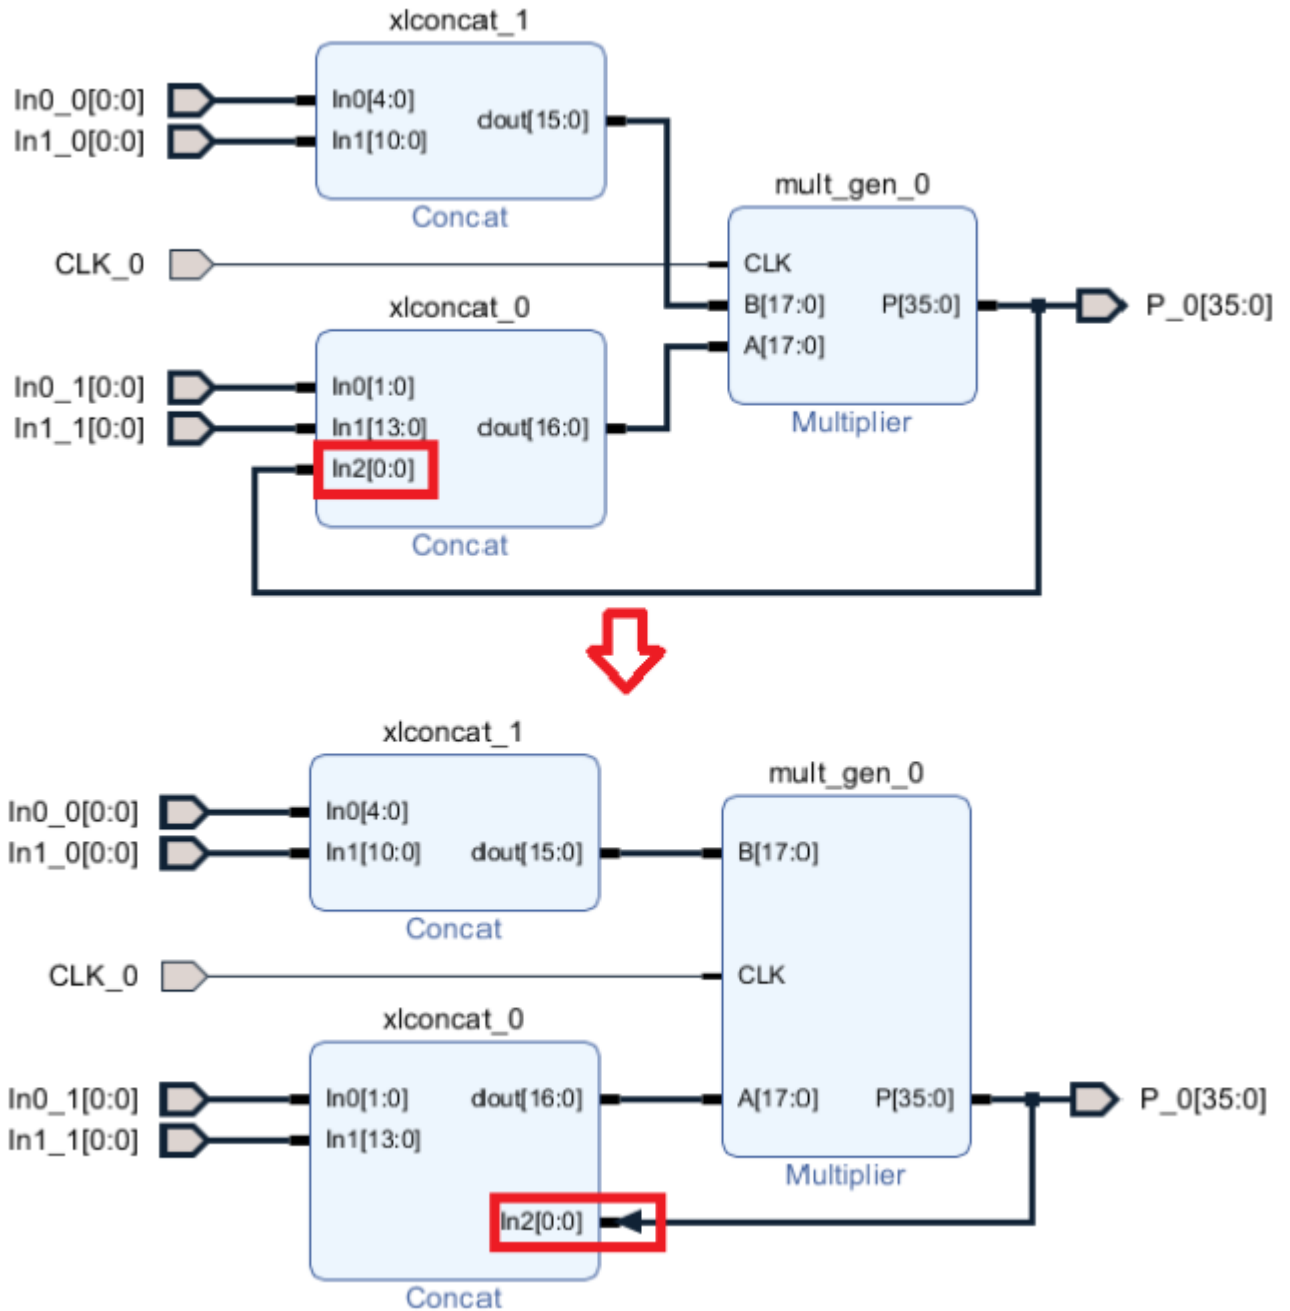 xlconcat_1
In0_0[0:0]
In0[4:0]
dout[15:0]
In1_0[0:0]
In1[10:0]
Concat
mult_gen_0
CLK_0
CLK
xlconcat_0
B[17:0]
P[35:0]
P_0[35:0]
A[17:0]
In0_1[0:0]
In0[1:0]
In1_1[0:0]
In1[13:0]
dout[16:0]
Multiplier
In2[0:0]
Concat
xlconcat_1
mult_gen_0
In0_0[0:0]
In0[4:0]
In1_0[0:0]
In1[10:0]
dout[15:0]
B[17:0]
Concat
CLK_0
CLK
xlconcat_0
In0_1[0:0]
In0[1:0]
dout[16:0]
A[17:0]
P[35:0]
P_0[35:0]
In1_1[0:0]
In1[13:0]
Multiplier
In2[0:0]
Concat